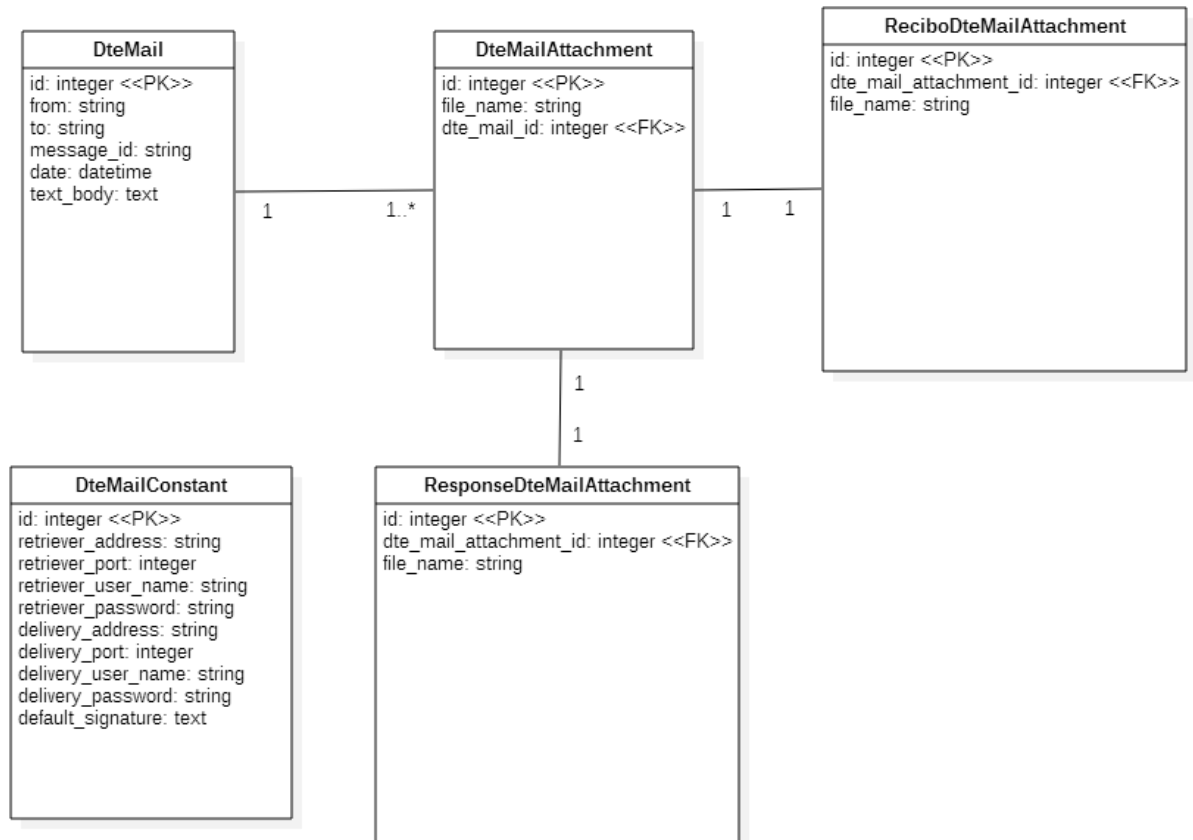 DteMail
id: integer <<PK>>
from: string
to: string
message_id: string
date: datetime
text_body: text
1
1..*
DteMailAttachment
id: integer <<PK>>
file_name: string
dte_mail_id: integer <<FK>>
1
1
ReciboDteMailAttachment
id: integer <<PK>>
dte_mail_attachment_id: integer <<FK>>
file_name: string
1
1
DteMailConstant
id: integer <<PK>>
retriever_address: string
retriever_port: integer
retriever_user_name: string
retriever_password: string
delivery_address: string
delivery_port: integer
delivery_user_name: string
delivery_password: string
default_signature: text
ResponseDteMailAttachment
id: integer <<PK>>
dte_mail_attachment_id: integer <<FK>>
file_name: string